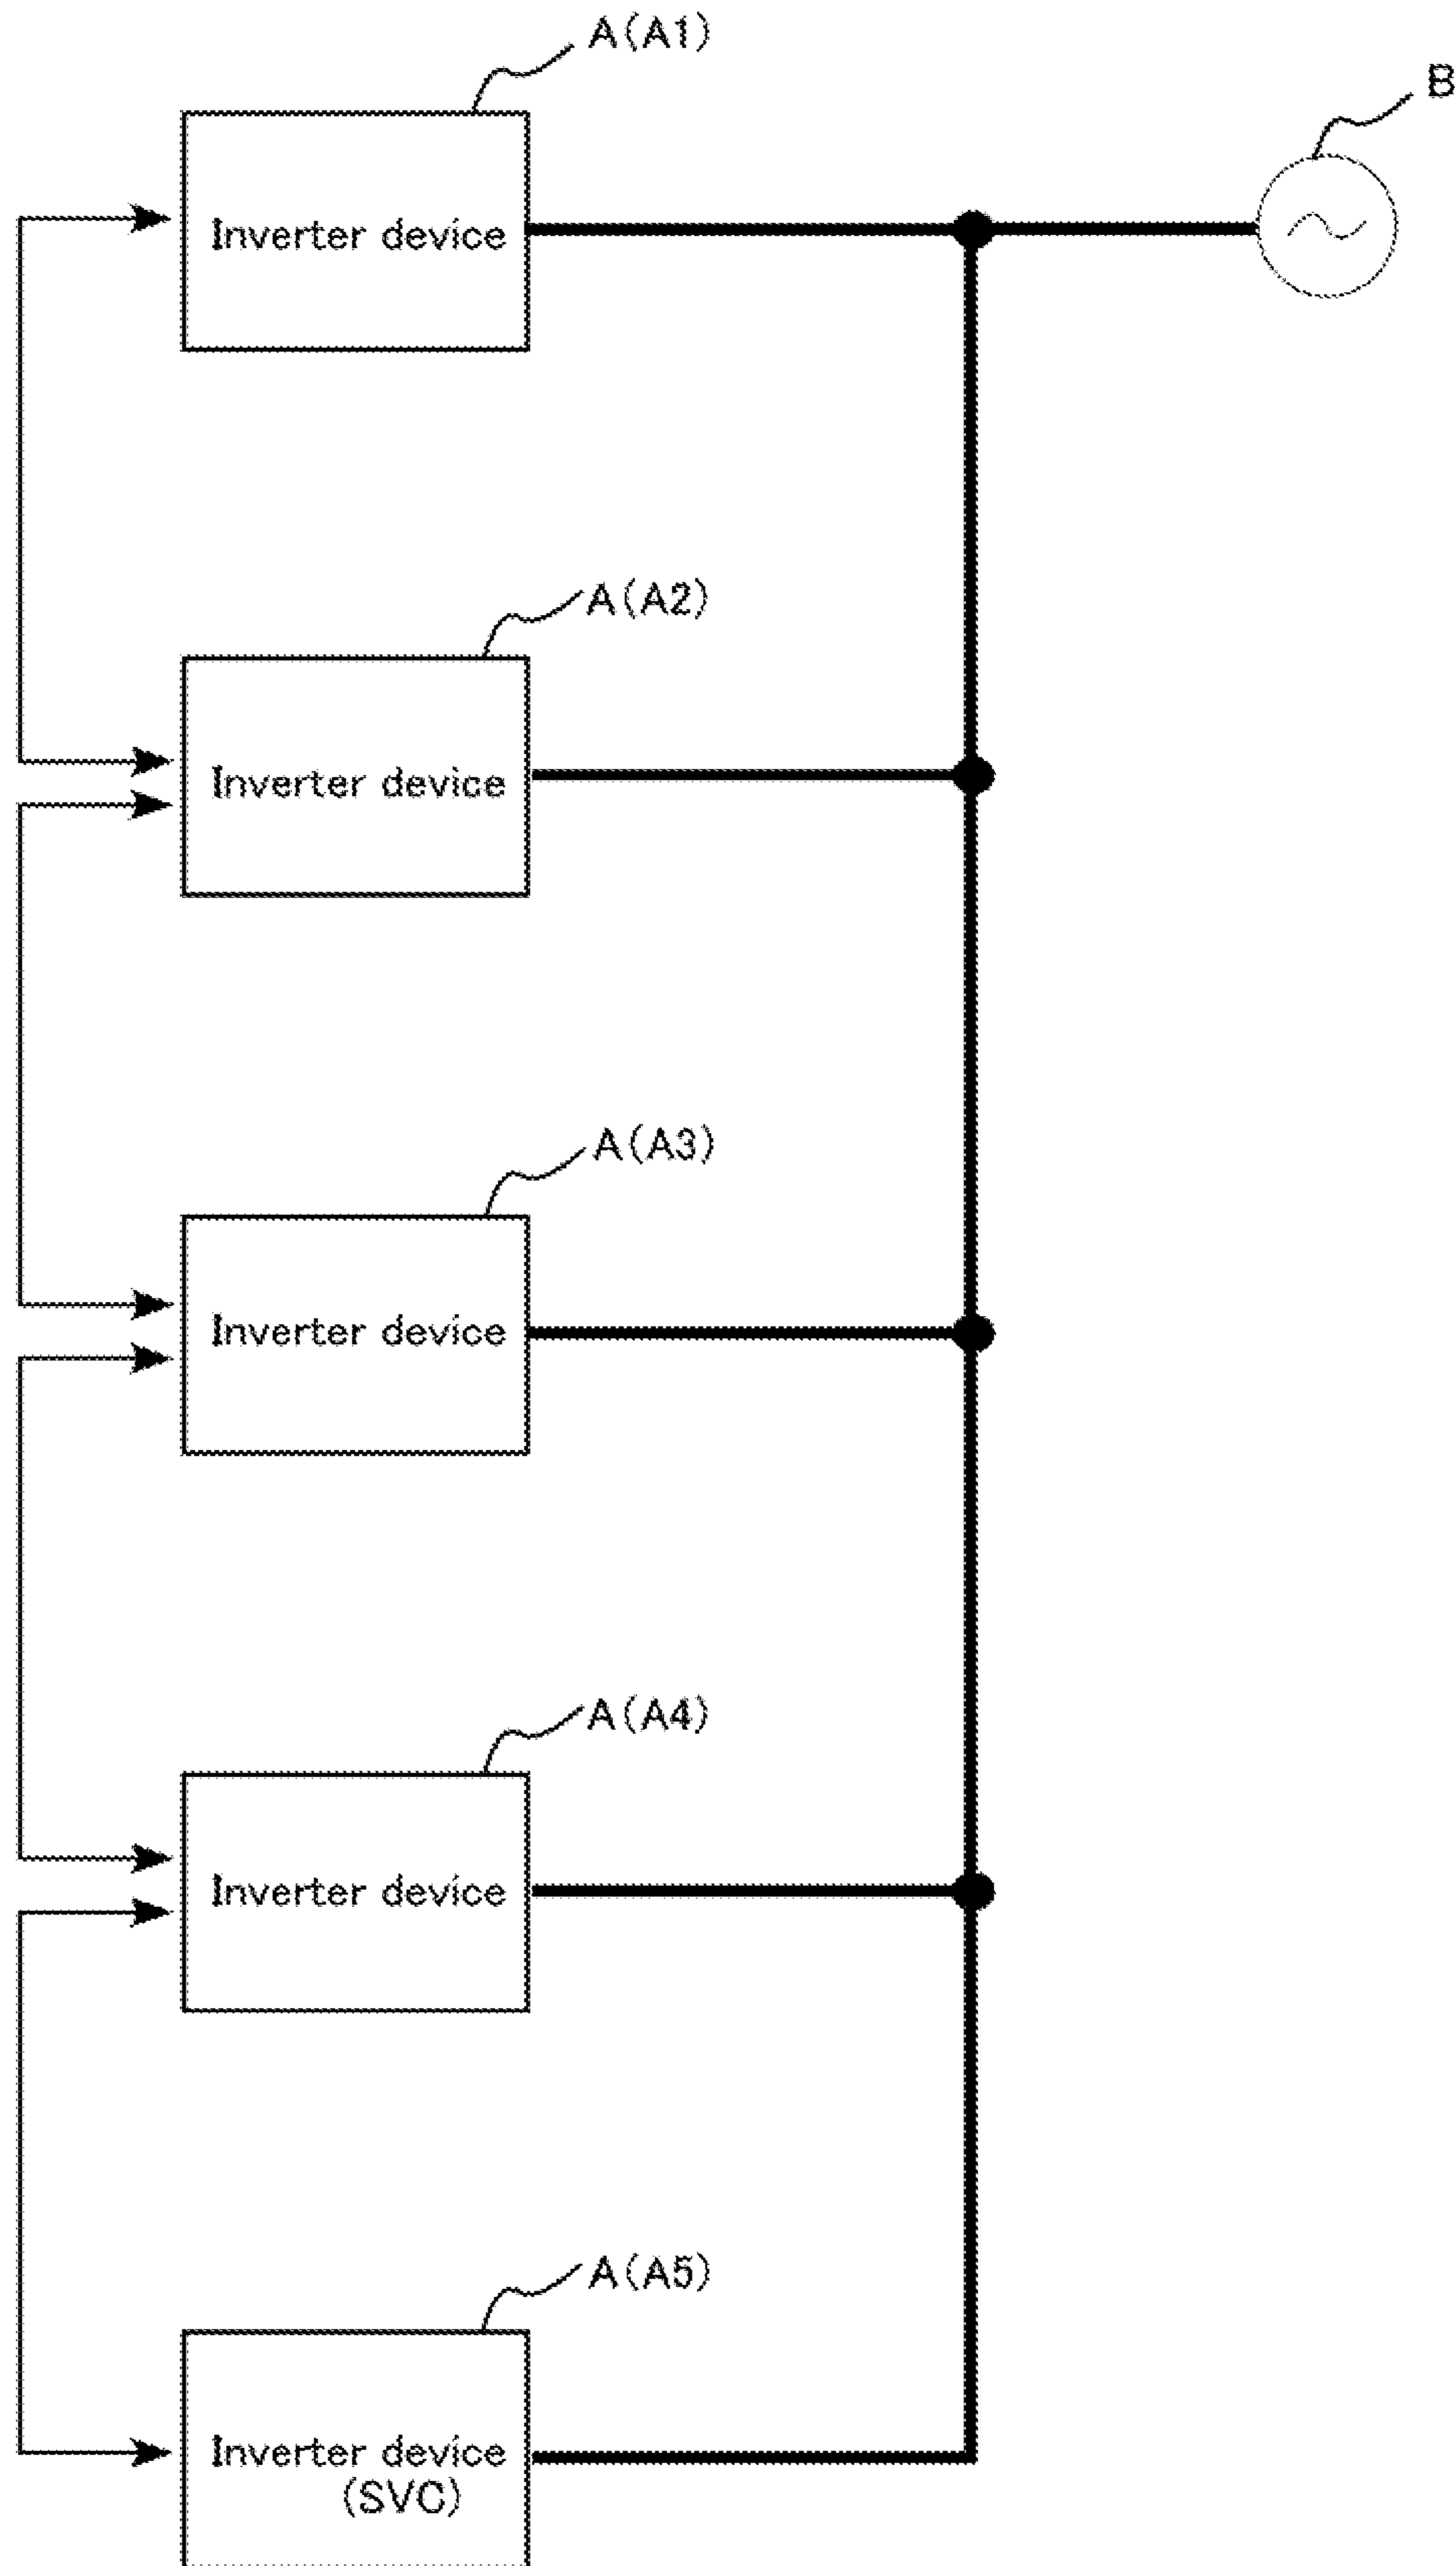 A(A1)
B
Inverter device
A(A2)
Inverter device
A(A3)
Inverter device
A(A4)
Inverter device
A(A5)
Inverter device
(SVC)